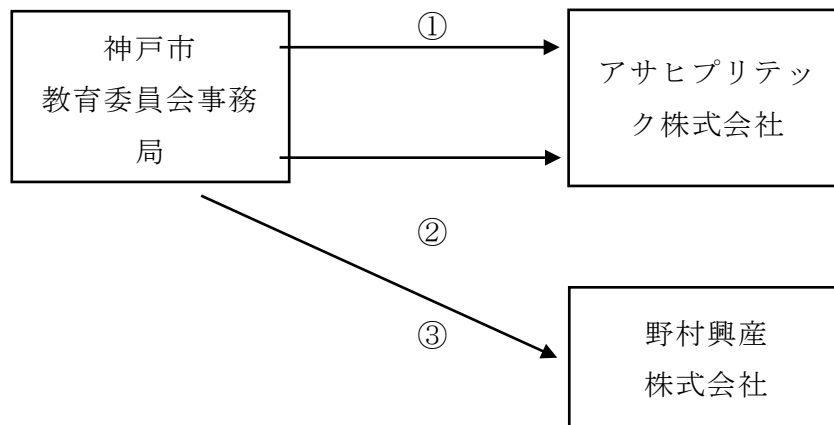 神戸市
教育委員会事務
局
①
アサヒプリテッ
ク株式会社
②
③
野村興産
株式会社